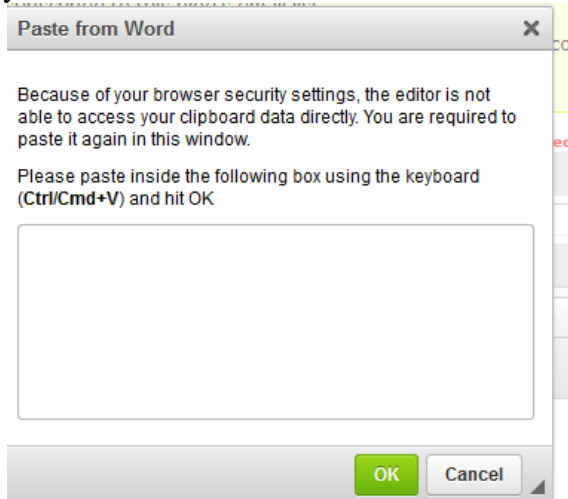 Paste from Word
Because of your browser security settings, the editor is not
able to access your clipboard data directly. You are required to
paste it again in this window.
Please paste inside the following box using the keyboard
(Ctrl/Cmd+V) and hit OK
OK Cancel